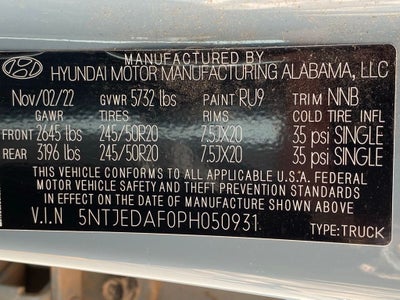 MANUFACTURED BY
HYUNDAI MOTOR MANUFACTURING ALABAMA, LLC
Nov/02/22 GVWR 5732 lbs PAINT RU9 TRIM NNB
GAWR TIRES RIMS COLD TIRE INFL
FRONT 2645 lbs 245/50R20 7.5JX20 35 psi SINGLE
REAR 3196 lbs 245/50R20 7.5JX20 35 psi SINGLE
THIS VEHICLE CONFORMS TO ALL APPLICABLE U.S.A. FEDERAL
MOTOR VEHICLE SAFETY AND THEFT PREVENTION STANDARDS
IN EFFECT ON THE DATE OF MANUFACTURE SHOWN ABOVE
V.I.N 5NTJEDAF0PH050931 TYPE:TRUCK